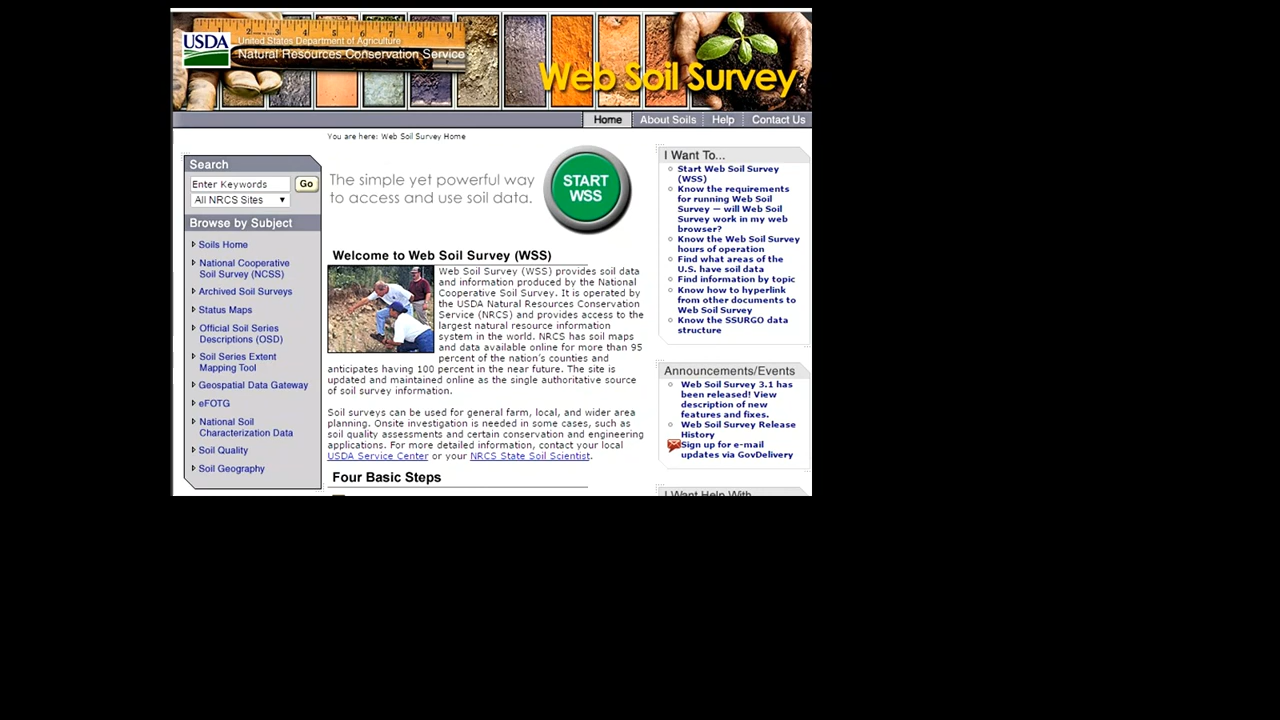 USDA
United States Department of Agriculture
Natural Resources Conservation Service
Web Soil Survey
Home
About Soils
Help
Contact Us
You are here: Web Soil Survey Home
Search
Enter Keywords
Go
All NRCS Sites
Browse by Subject
Soils Home
National Cooperative
Soil Survey (NCSS)
Archived Soil Surveys
Status Maps
Official Soil Series
Descriptions (OSD)
Soil Series Extent
Mapping Tool
Geospatial Data Gateway
eFOTG
National Soil
Characterization Data
Soil Quality
Soil Geography
The simple yet powerful way
to access and use soil data.
START
WSS
Welcome to Web Soil Survey (WSS)
Web Soil Survey (WSS) provides soil data
and information produced by the National
Cooperative Soil Survey. It is operated by
the USDA Natural Resources Conservation
Service (NRCS) and provides access to the
largest natural resource information
system in the world. NRCS has soil maps
and data available online for more than 95
percent of the nation's counties and
anticipates having 100 percent in the near future. The site is
updated and maintained online as the single authoritative source
of soil survey information.
Soil surveys can be used for general farm, local, and wider area
planning. Onsite investigation is needed in some cases, such as
soil quality assessments and certain conservation and engineering
applications. For more detailed information, contact your local
USDA Service Center or your NRCS State Soil Scientist.
Four Basic Steps
I Want To...
Start Web Soil Survey
(WSS)
Know the requirements
for running Web Soil
Survey — will Web Soil
Survey work in my web
browser?
Know the Web Soil Survey
hours of operation
Find what areas of the
U.S. have soil data
Find information by topic
Know how to hyperlink
from other documents to
Web Soil Survey
Know the SSURGO data
structure
Announcements/Events
Web Soil Survey 3.1 has
been released! View
description of new
features and fixes.
Web Soil Survey Release
History
Sign up for e-mail
updates via GovDelivery
I Want Help With